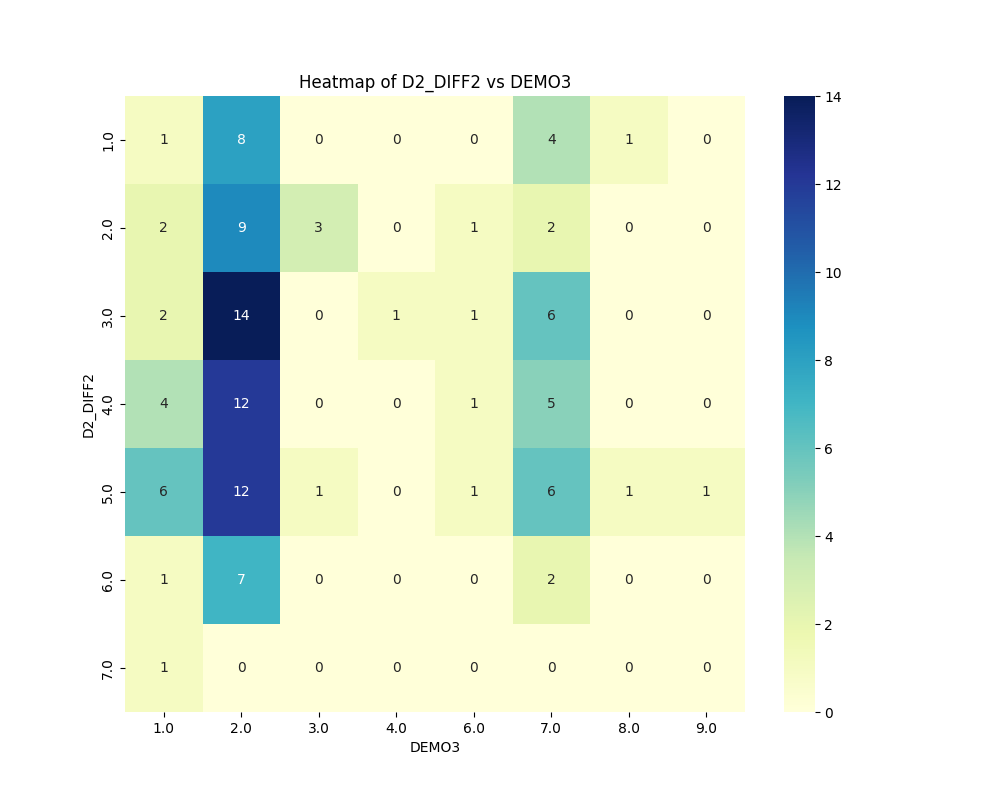 Heatmap of D2_DIFF2 vs DEMO3
1.0 1 8 0 0 0 4 1 0
2.0 2 9 3 0 1 2 0 0
3.0 2 14 0 1 1 6 0 0
4.0 4 12 0 0 1 5 0 0
5.0 6 12 1 0 1 6 1 1
6.0 1 7 0 0 0 2 0 0
7.0 1 0 0 0 0 0 0 0
1.0 2.0 3.0 4.0 6.0 7.0 8.0 9.0
DEMO3
D2_DIFF2
14
12
10
8
6
4
2
0